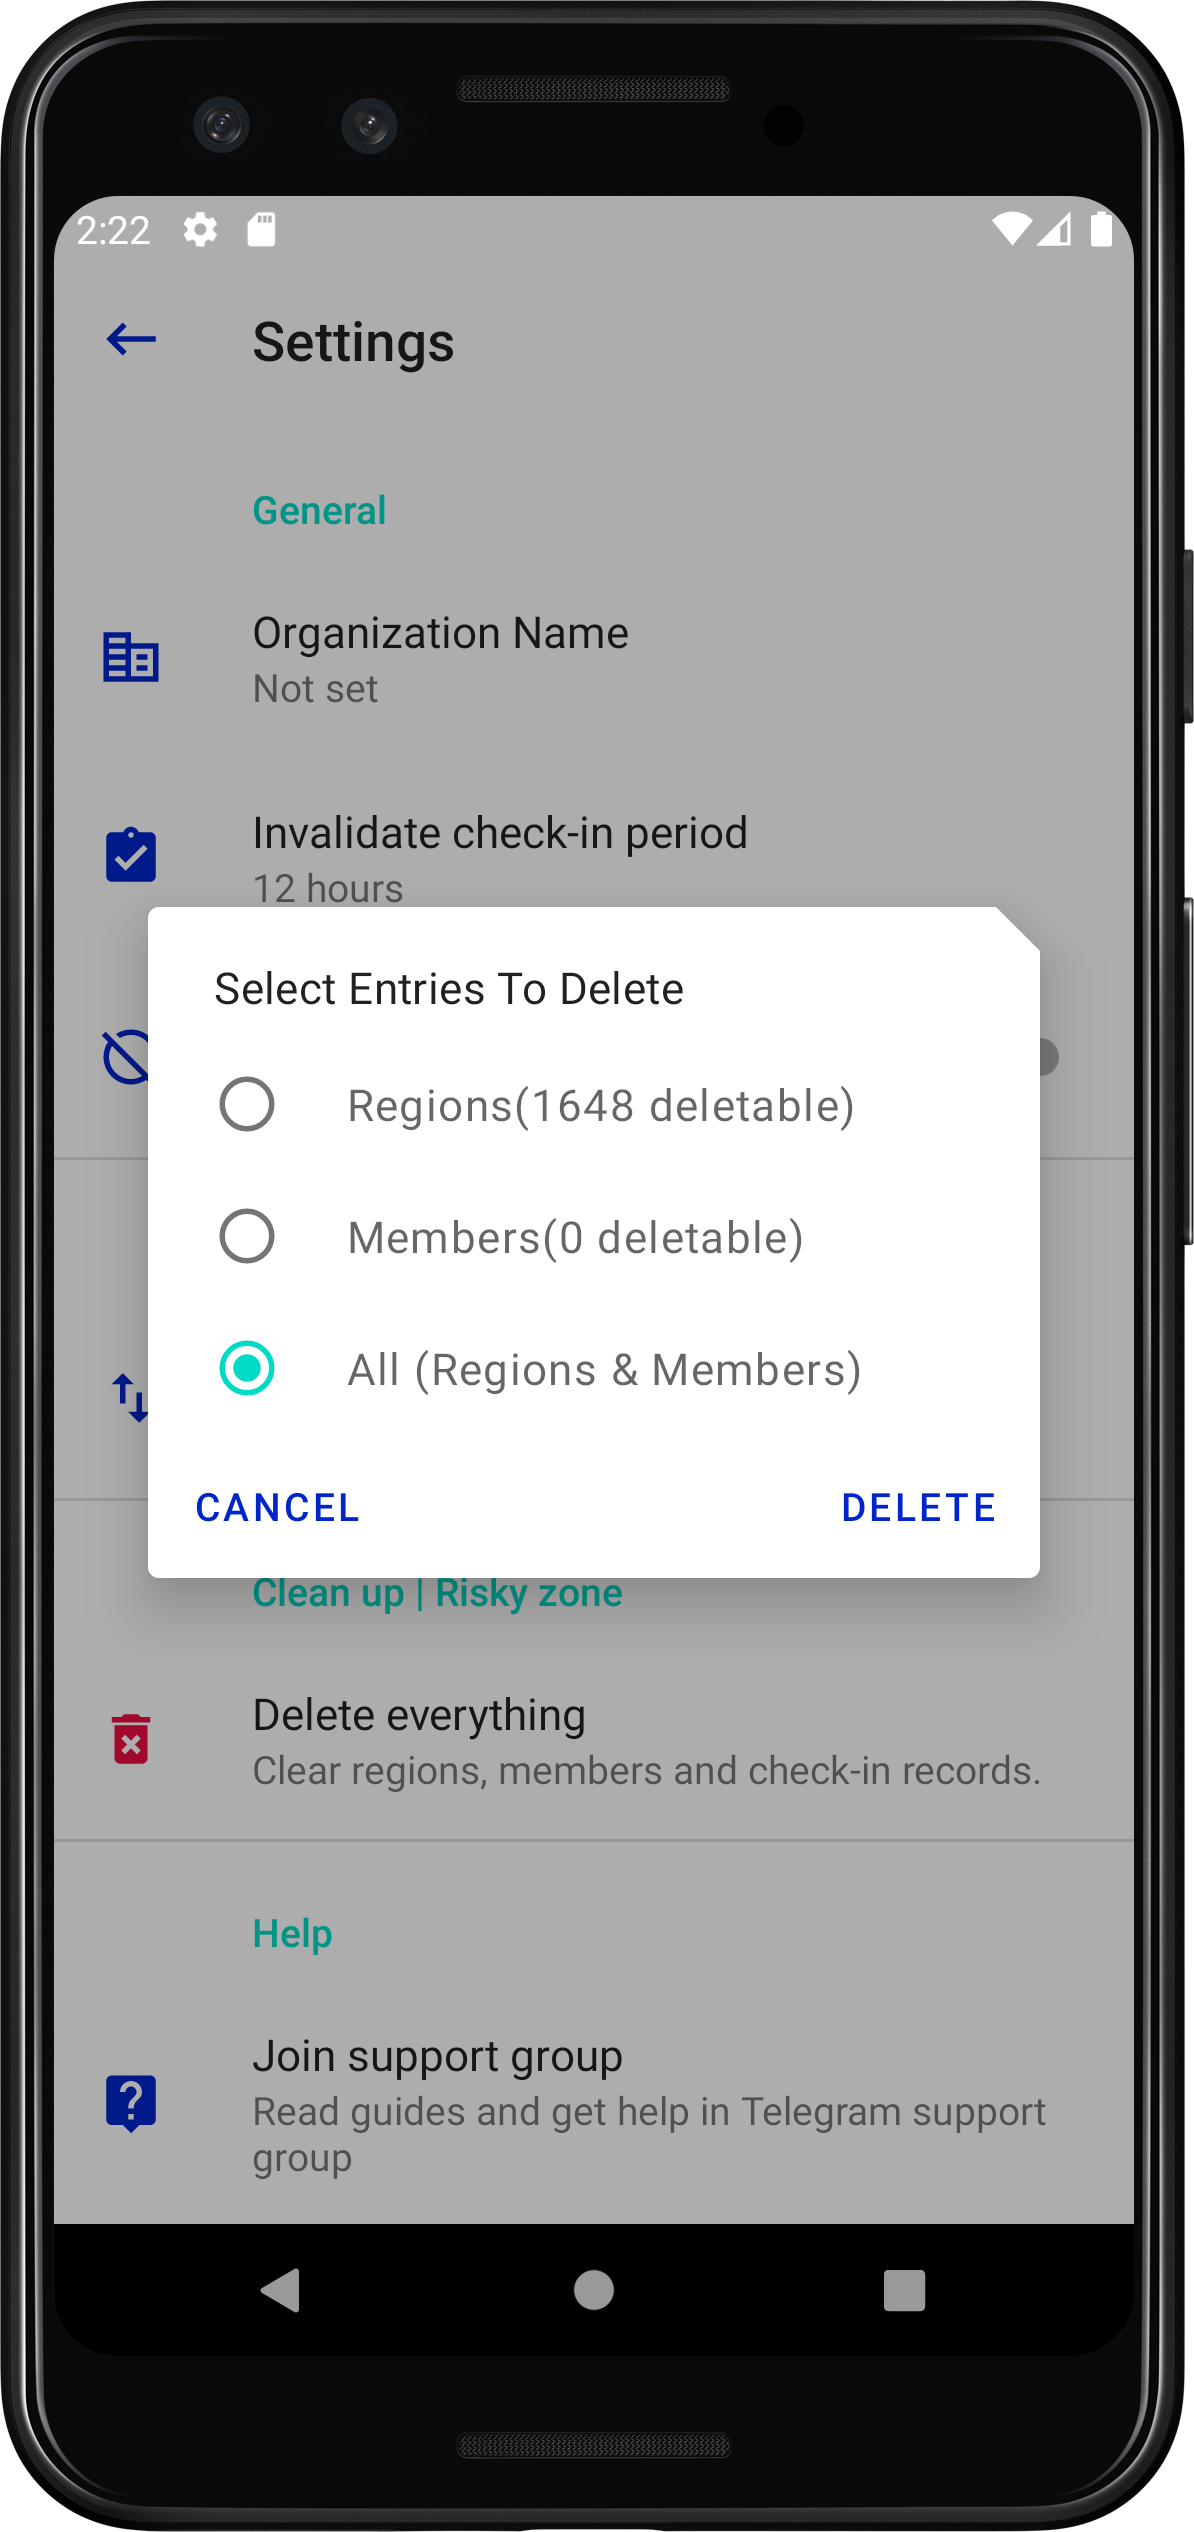 2:22
Settings
General
Organization Name
Not set
Invalidate check-in period
12 hours
Select Entries To Delete
Regions(1648 deletable)
Members(0 deletable)
All (Regions & Members)
CANCEL DELETE
Clean up | Risky zone
Delete everything
Clear regions, members and check-in records.
Help
Join support group
Read guides and get help in Telegram support
group